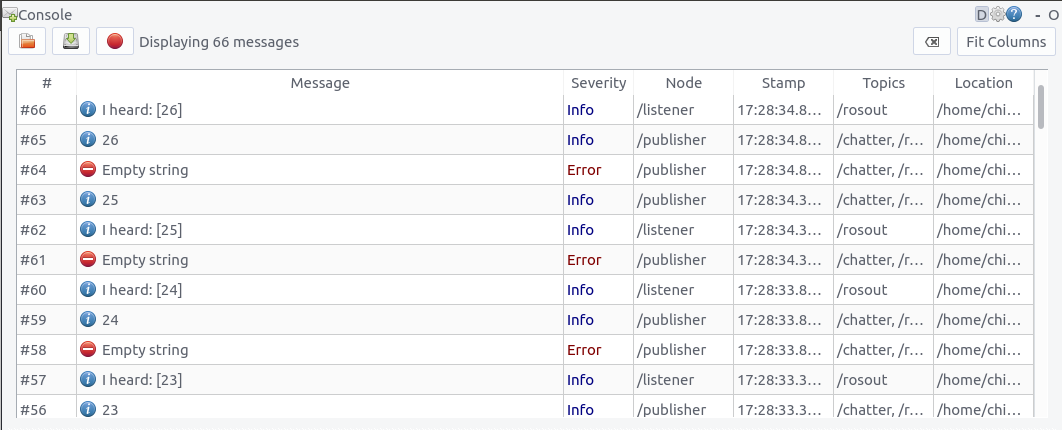 Console D ? - O
Displaying 66 messages Fit Columns
# Message Severity Node Stamp Topics Location
#66 I heard: [26] Info /listener 17:28:34.8... /rosout /home/chi...
#65 26 Info /publisher 17:28:34.8... /chatter, /r... /home/chi...
#64 Empty string Error /publisher 17:28:34.8... /chatter, /r... /home/chi...
#63 25 Info /publisher 17:28:34.3... /chatter, /r... /home/chi...
#62 I heard: [25] Info /listener 17:28:34.3... /rosout /home/chi...
#61 Empty string Error /publisher 17:28:34.3... /chatter, /r... /home/chi...
#60 I heard: [24] Info /listener 17:28:33.8... /rosout /home/chi...
#59 24 Info /publisher 17:28:33.8... /chatter, /r... /home/chi...
#58 Empty string Error /publisher 17:28:33.8... /chatter, /r... /home/chi...
#57 I heard: [23] Info /listener 17:28:33.3... /rosout /home/chi...
#56 23 Info /publisher 17:28:33.3... /chatter, /r... /home/chi...